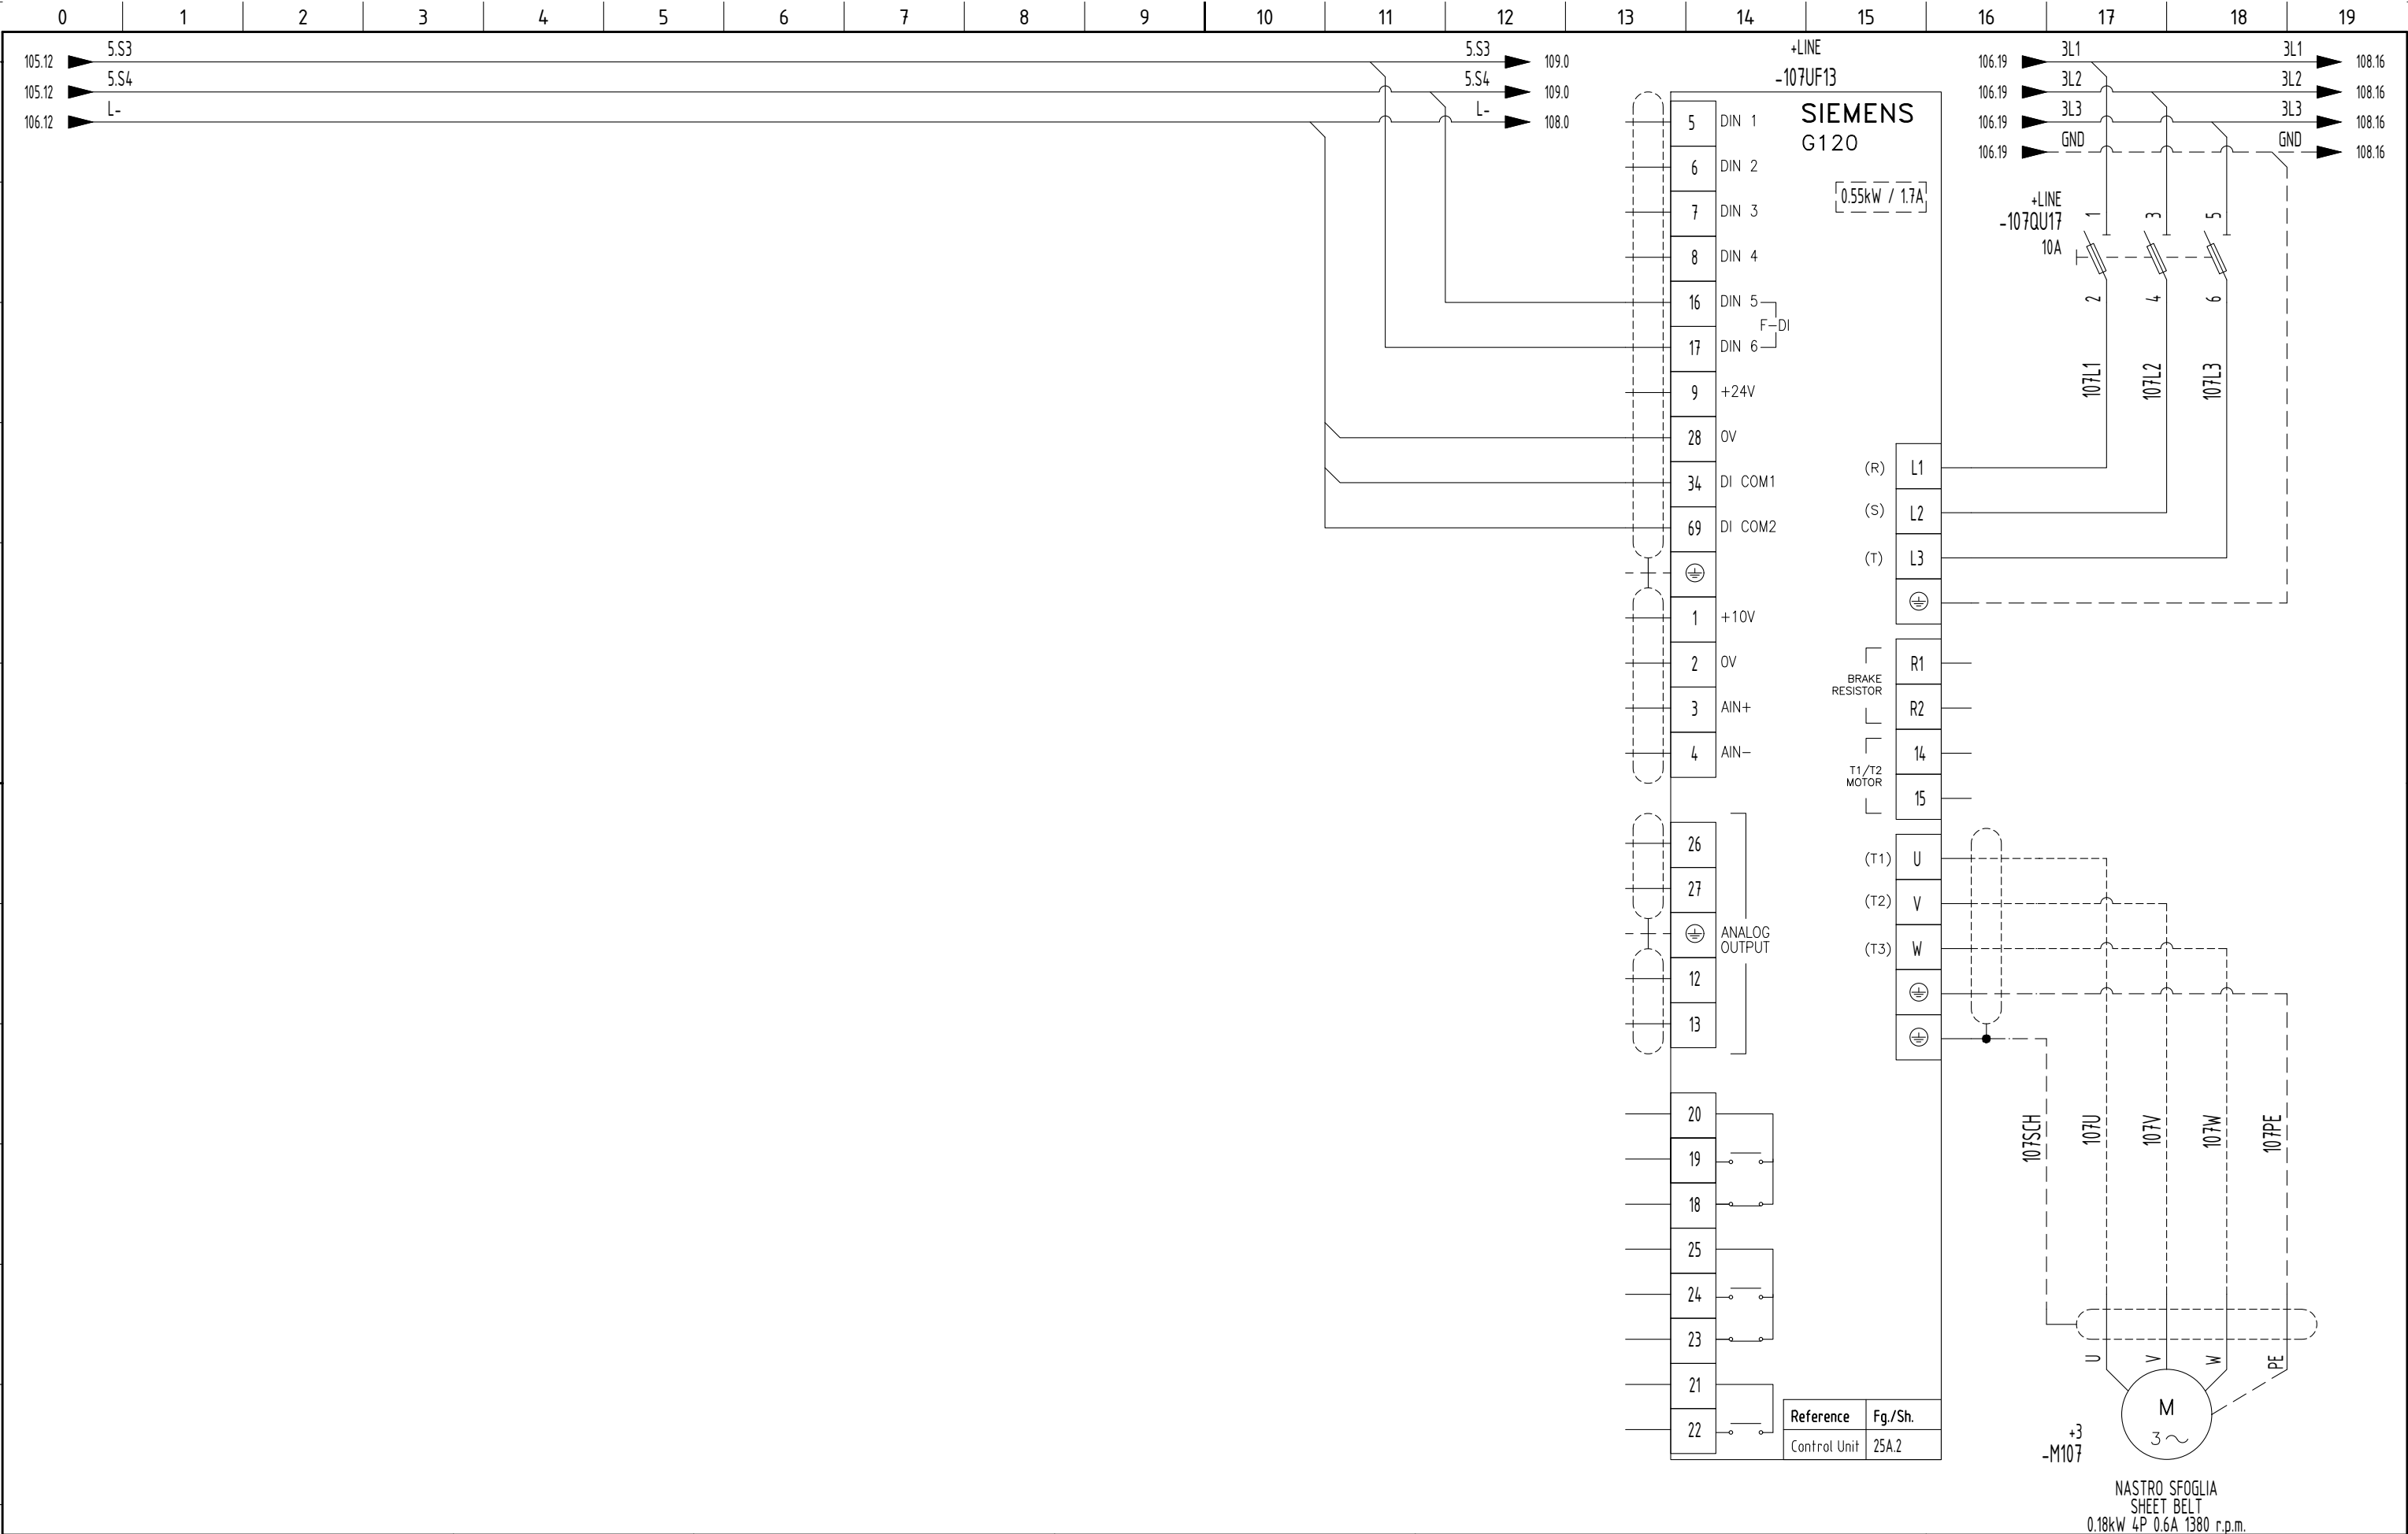 0 1 2 3 4 5 6 7 8 9 10 11 12 13 14 15 16 17 18 19
105.12 5.S3 5.S3 109.0
105.12 5.S4 5.S4 109.0
106.12 L- L- 108.0
+LINE
-107UF13
SIEMENS
G120
0.55kW / 1.7A
5 DIN 1
6 DIN 2
7 DIN 3
8 DIN 4
16 DIN 5
F-DI
17 DIN 6
9 +24V
28 0V
34 DI COM1
69 DI COM2
1 +10V
2 0V
3 AIN+
4 AIN-
26
27
ANALOG
OUTPUT
12
13
20
19
18
25
24
23
21
22
(R) L1
(S) L2
(T) L3
R1
BRAKE
RESISTOR
R2
14
T1/T2
MOTOR
15
(T1) U
(T2) V
(T3) W
Reference Fg./Sh.
Control Unit 25A.2
106.19 3L1 3L1 108.16
106.19 3L2 3L2 108.16
106.19 3L3 3L3 108.16
106.19 GND GND 108.16
+LINE
-107QU17
10A
1 3 5
2 4 6
107L1 107L2 107L3
107SCH 107U 107V 107W 107PE
U V W PE
M
3
+3
-M107
NASTRO SFOGLIA
SHEET BELT
0.18kW 4P 0.6A 1380 r.p.m.